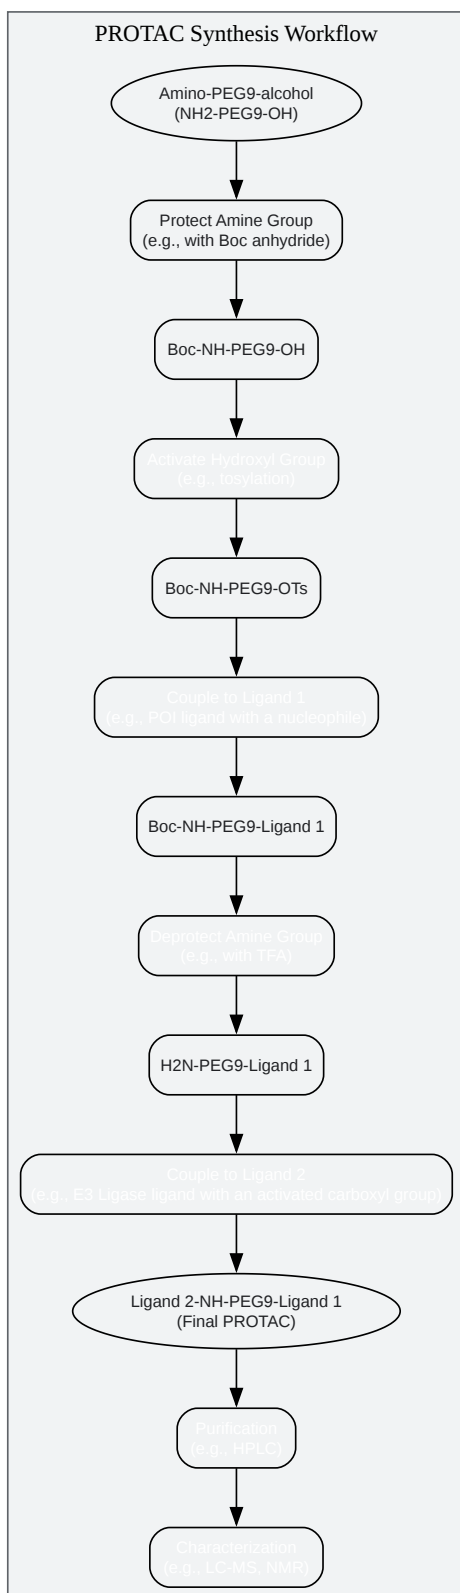 PROTAC Synthesis Workflow
Amino-PEG9-alcohol
(NH2-PEG9-OH)
Protect Amine Group
(e.g., with Boc anhydride)
Boc-NH-PEG9-OH
Activate Hydroxyl Group
(e.g., tosylation)
Boc-NH-PEG9-OTs
Couple to Ligand 1
(e.g., POI ligand with a nucleophile)
Boc-NH-PEG9-Ligand 1
Deprotect Amine Group
(e.g., with TFA)
H2N-PEG9-Ligand 1
Couple to Ligand 2
(e.g., E3 Ligase ligand with an activated carboxyl group)
Ligand 2-NH-PEG9-Ligand 1
(Final PROTAC)
Purification
(e.g., HPLC)
Characterization
(e.g., LC-MS, NMR)